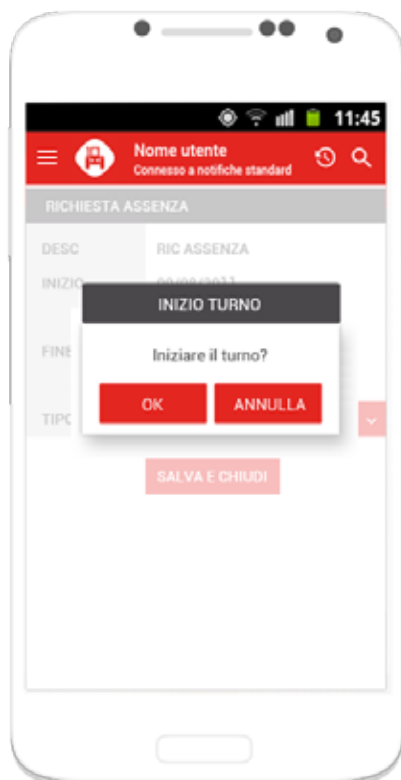 11:45
Nome utente
Connesso a notifiche standard
RICHIESTA ASSENZA
DESC RIC ASSENZA
INIZIO
INIZIO TURNO
FINE
Iniziare il turno?
OK ANNULLA
TIPO
SALVA E CHIUDI